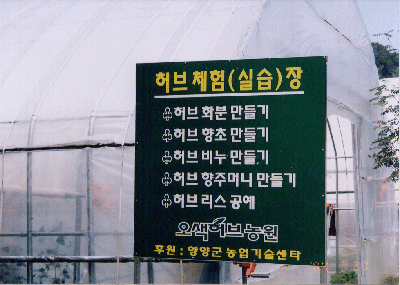 허브 체험(실습)장
허브 화분 만들기
허브 향초 만들기
허브 비누 만들기
허브 향주머니 만들기
허브 리스 공예
오색허브농원
후원 : 양양군 농업기술센타